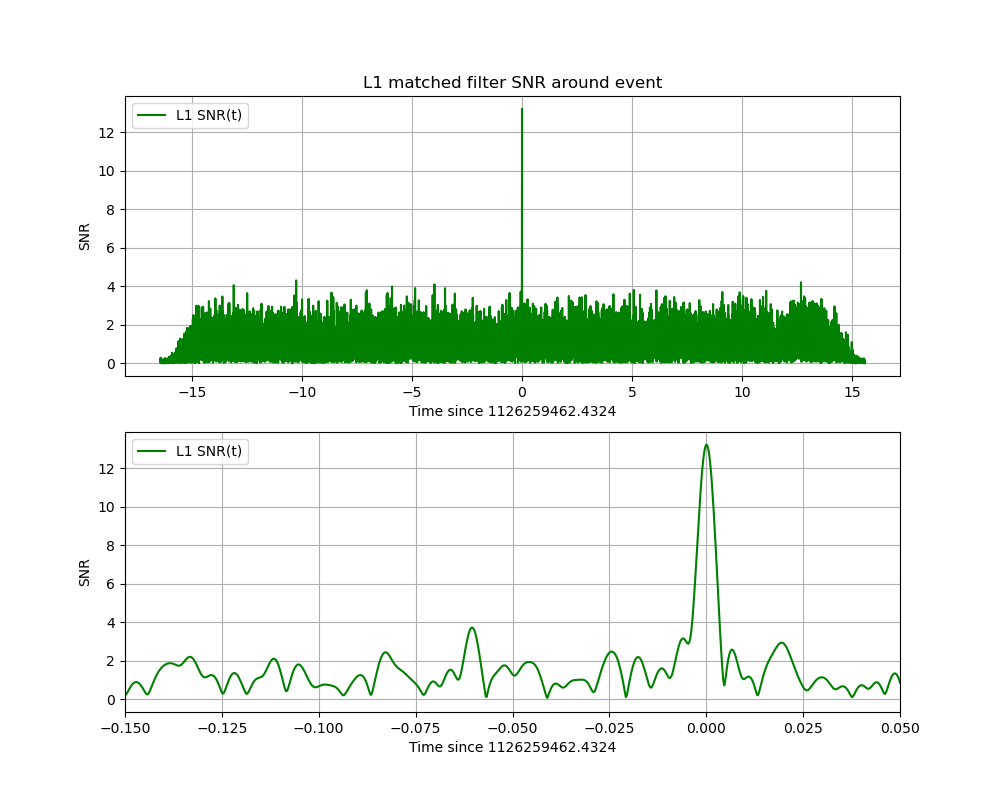 L1 matched filter SNR around event
L1 SNR(t)
SNR
12
10
8
6
4
2
0
−15 −10 −5 0 5 10 15
Time since 1126259462.4324
L1 SNR(t)
SNR
12
10
8
6
4
2
0
−0.150 −0.125 −0.100 −0.075 −0.050 −0.025 0.000 0.025 0.050
Time since 1126259462.4324